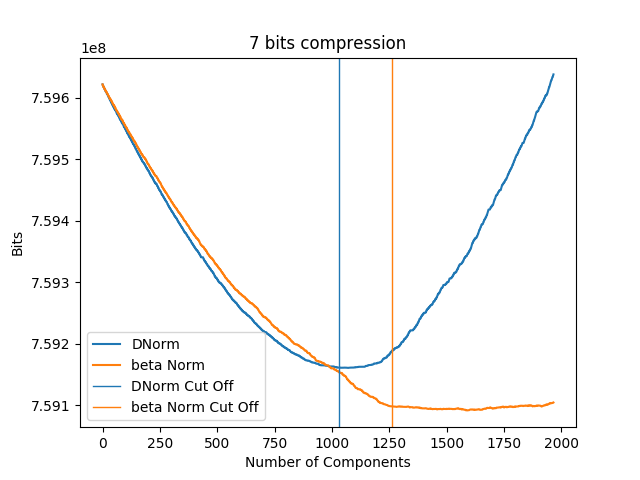 7 bits compression
1e8
7.596
7.595
7.594
7.593
7.592
7.591
Bits
DNorm
beta Norm
DNorm Cut Off
beta Norm Cut Off
0 250 500 750 1000 1250 1500 1750 2000
Number of Components